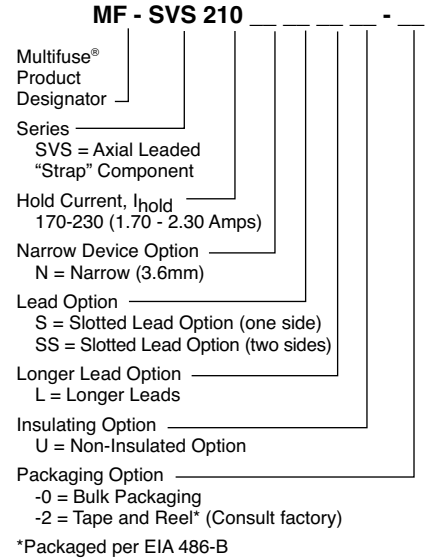 MF - SVS 210 __ __ __ __ - __
Multifuse®
Product
Designator
Series
SVS = Axial Leaded
“Strap” Component
Hold Current, Ihold
170-230 (1.70 - 2.30 Amps)
Narrow Device Option
N = Narrow (3.6mm)
Lead Option
S = Slotted Lead Option (one side)
SS = Slotted Lead Option (two sides)
Longer Lead Option
L = Longer Leads
Insulating Option
U = Non-Insulated Option
Packaging Option
-0 = Bulk Packaging
-2 = Tape and Reel* (Consult factory)
*Packaged per EIA 486-B